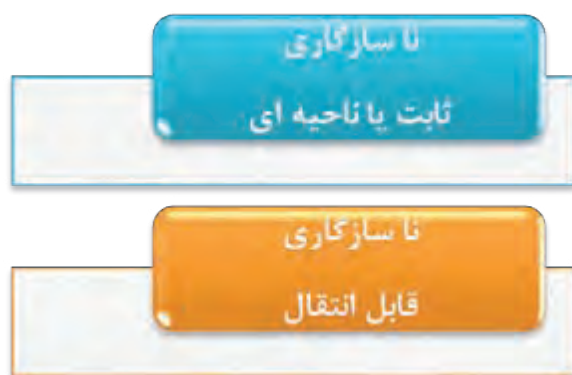 نا سازگاری
ثابت یا ناحیه ای
نا سازگاری
قابل انتقال